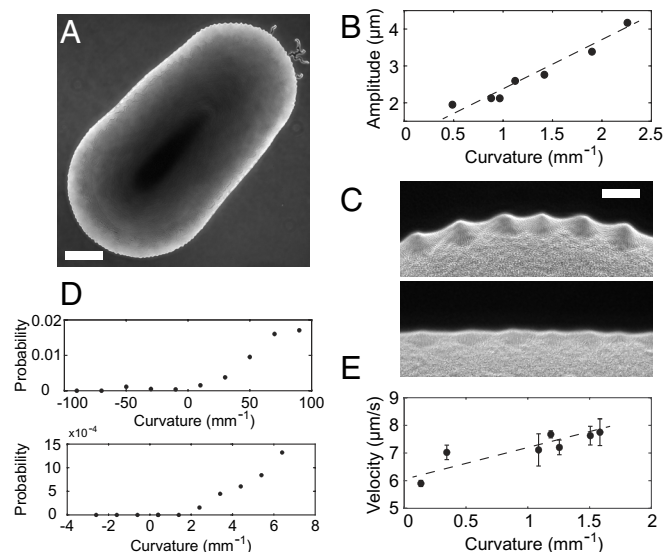 A
B
Amplitude (μm)
4
3
2
0 0.5 1 1.5 2 2.5
Curvature (mm⁻¹)
C
D
Probability
0.02
0.01
0
-100 -50 0 50 100
Curvature (mm⁻¹)
x10⁻⁴
Probability
15
10
5
0
-4 -2 0 2 4 6 8
Curvature (mm⁻¹)
E
Velocity (μm/s)
9
8
7
6
5
0 0.5 1 1.5 2
Curvature (mm⁻¹)